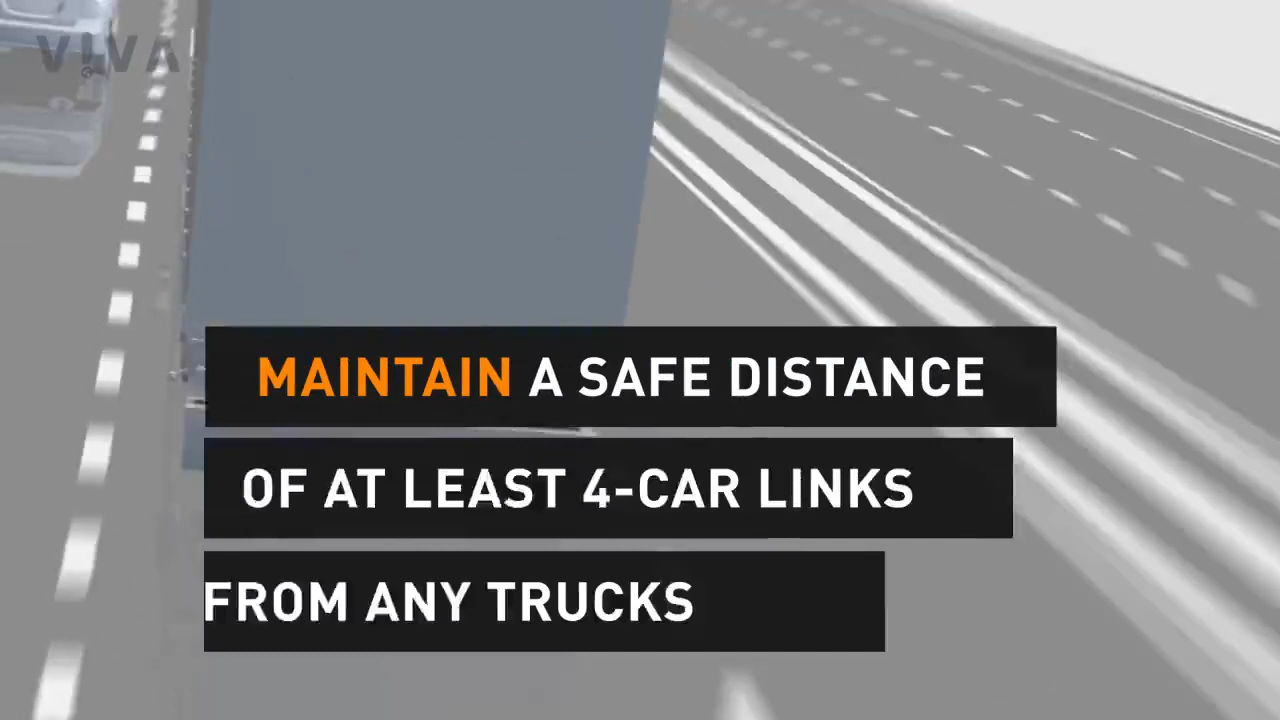 VIVA
MAINTAIN A SAFE DISTANCE
OF AT LEAST 4-CAR LINKS
FROM ANY TRUCKS